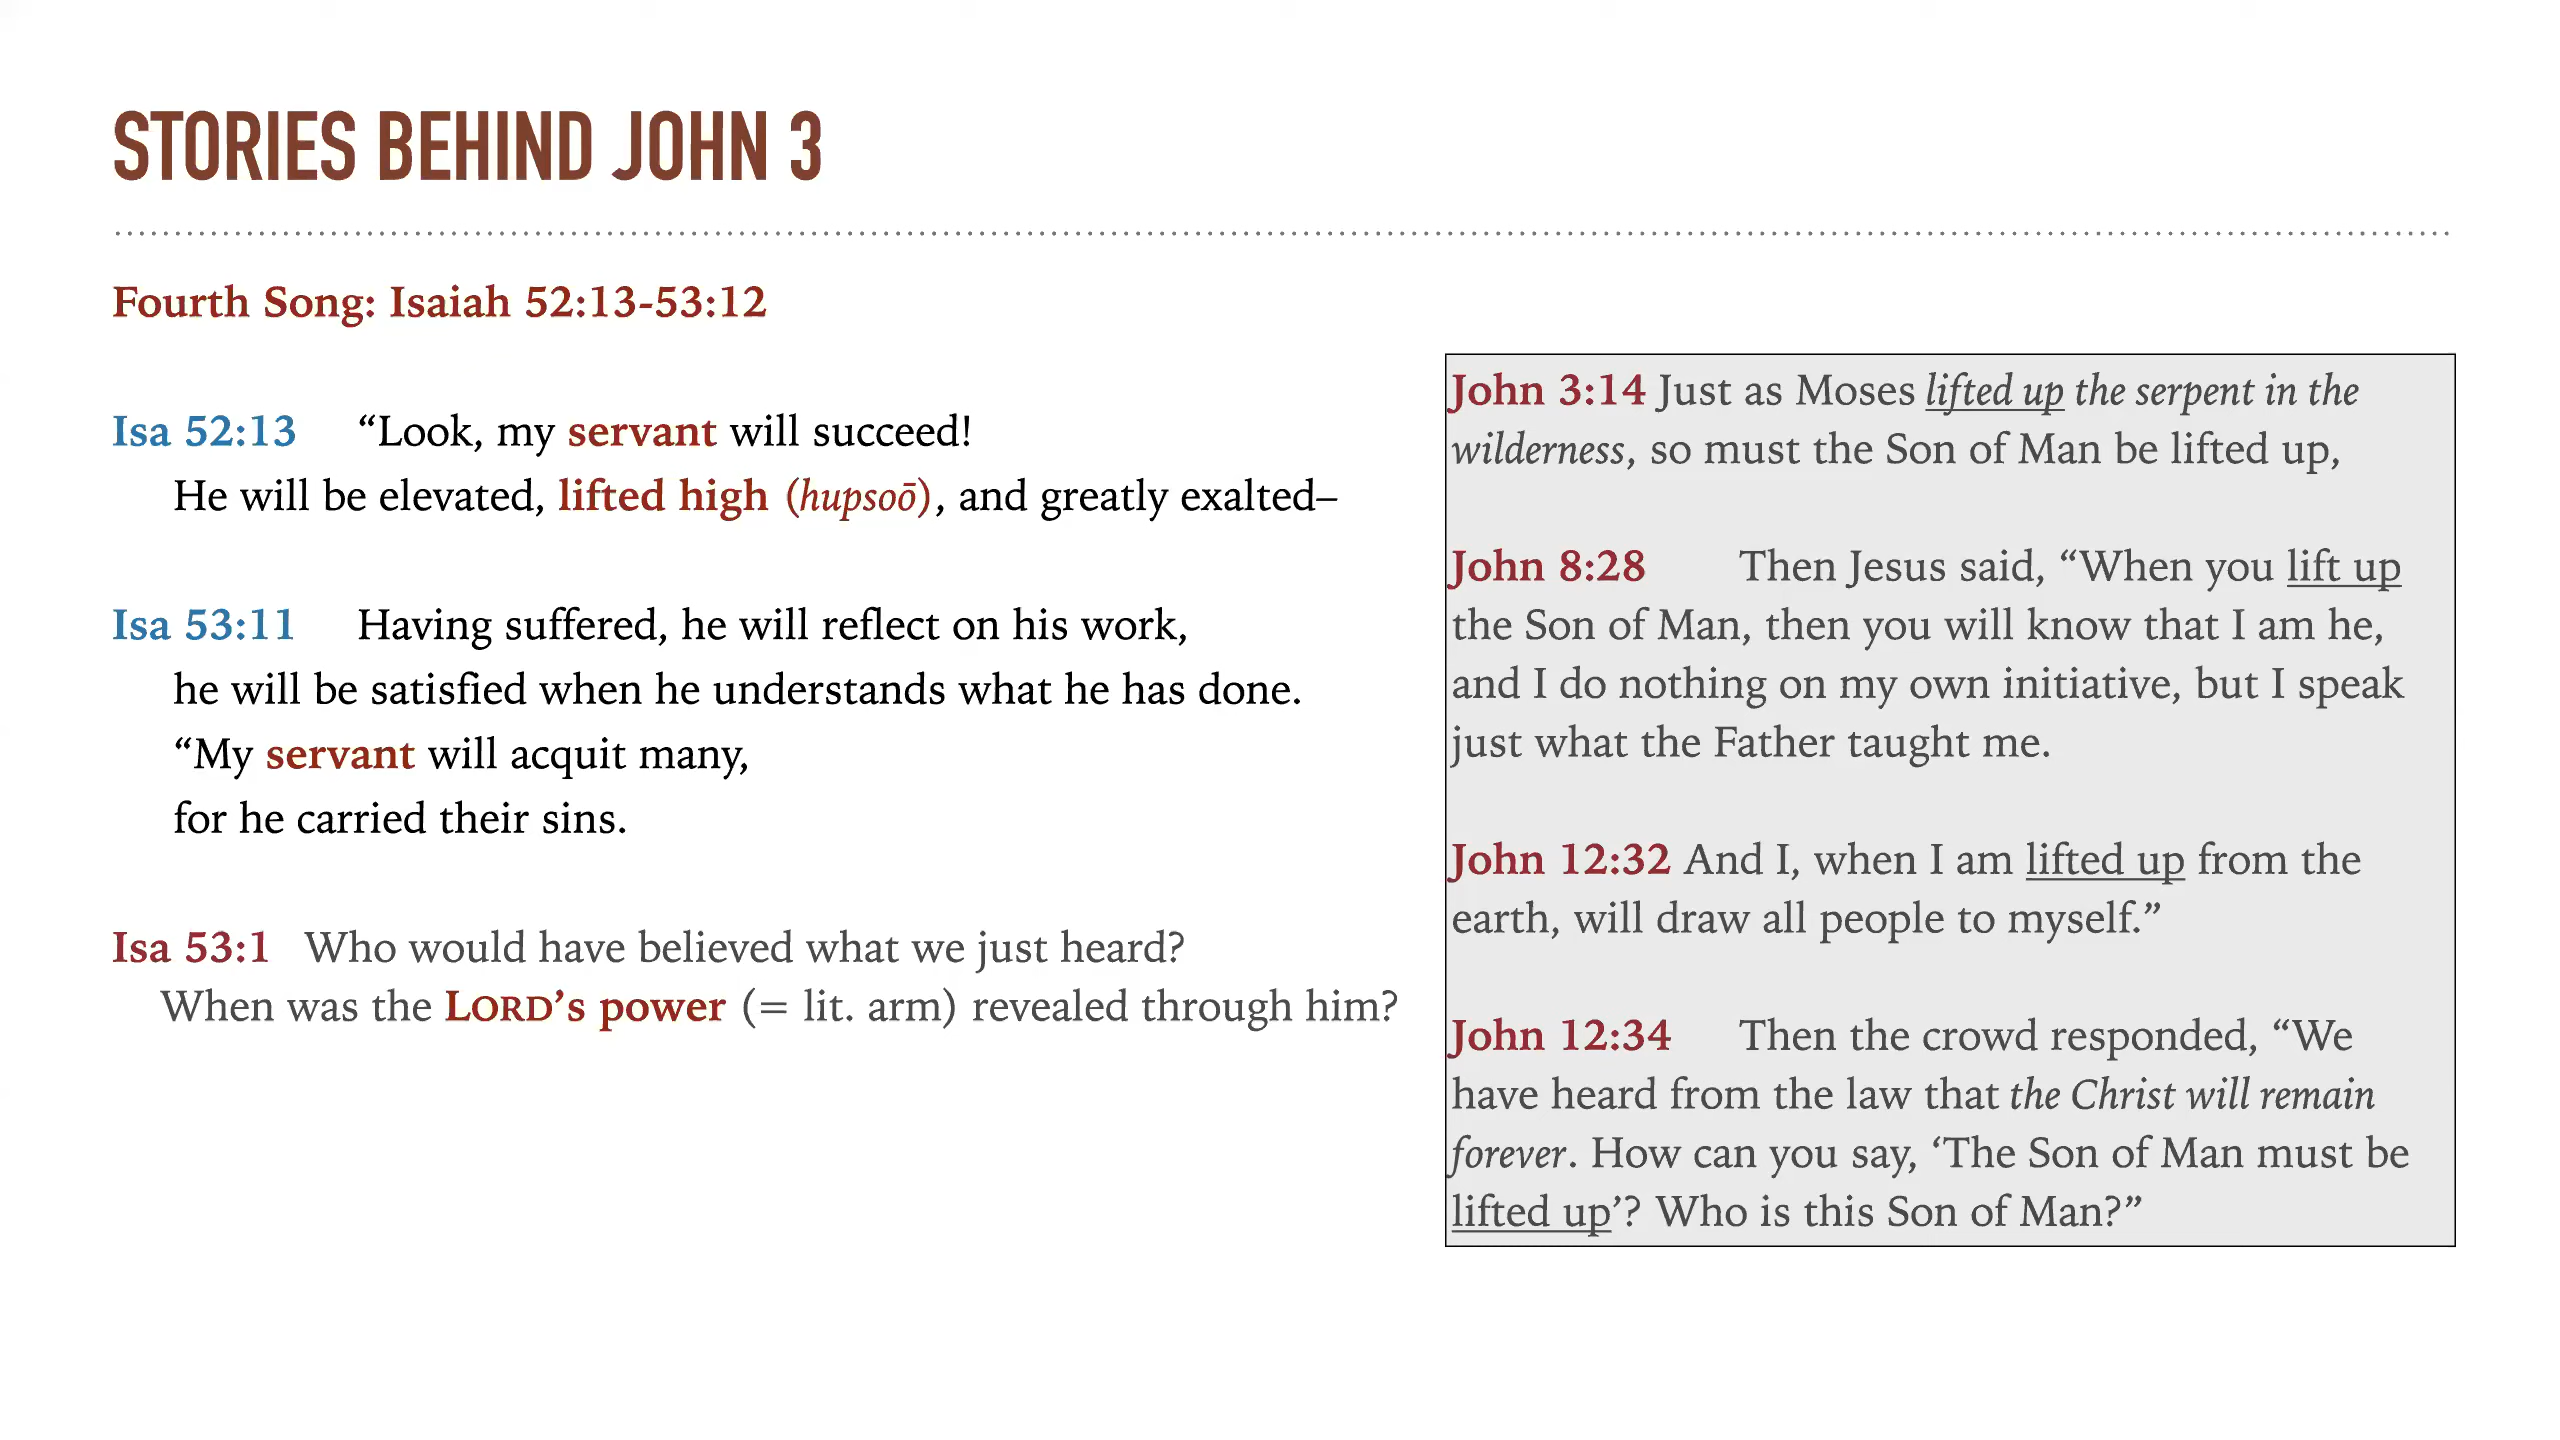 STORIES BEHIND JOHN 3
Fourth Song: Isaiah 52:13-53:12
Isa 52:13 “Look, my servant will succeed!
He will be elevated, lifted high (hupsoō), and greatly exalted–
Isa 53:11 Having suffered, he will reflect on his work,
he will be satisfied when he understands what he has done.
“My servant will acquit many,
for he carried their sins.
Isa 53:1 Who would have believed what we just heard?
When was the LORD’s power (= lit. arm) revealed through him?
John 3:14 Just as Moses lifted up the serpent in the
wilderness, so must the Son of Man be lifted up,
John 8:28 Then Jesus said, “When you lift up
the Son of Man, then you will know that I am he,
and I do nothing on my own initiative, but I speak
just what the Father taught me.
John 12:32 And I, when I am lifted up from the
earth, will draw all people to myself.”
John 12:34 Then the crowd responded, “We
have heard from the law that the Christ will remain
forever. How can you say, ‘The Son of Man must be
lifted up’? Who is this Son of Man?”